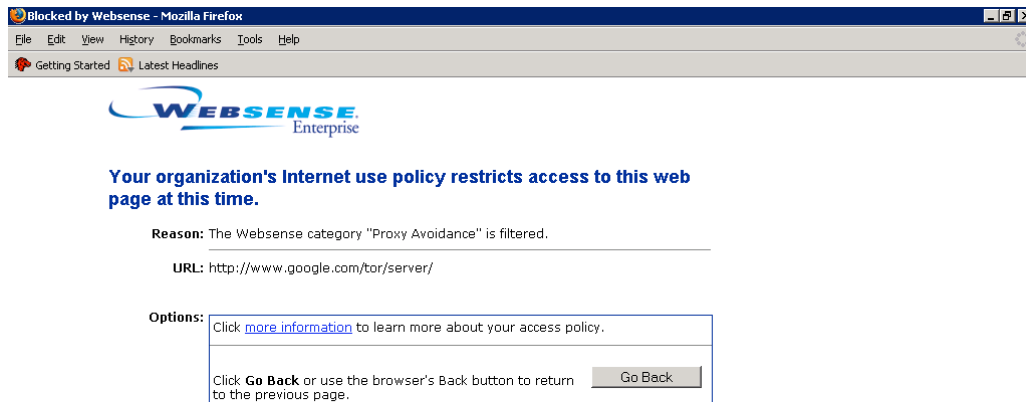 Blocked by Websense - Mozilla Firefox
File Edit View History Bookmarks Tools Help
Getting Started Latest Headlines
WEBSENSE.
Enterprise
Your organization's Internet use policy restricts access to this web
page at this time.
Reason: The Websense category "Proxy Avoidance" is filtered.
URL: http://www.google.com/tor/server/
Options:
Click more information to learn more about your access policy.
Click Go Back or use the browser's Back button to return
to the previous page.
Go Back